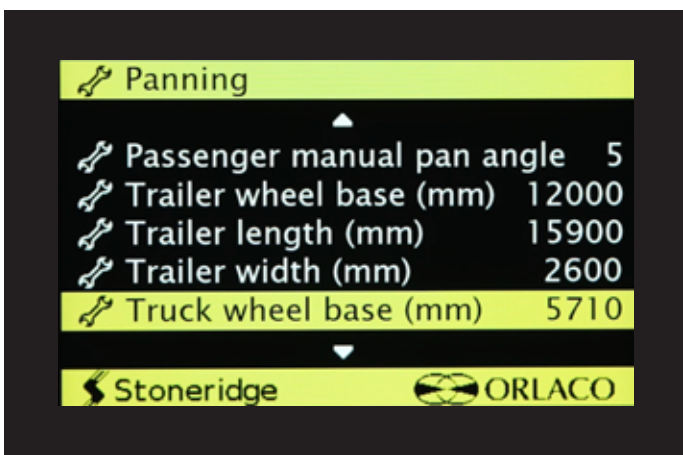 Panning
Passenger manual pan angle 5
Trailer wheel base (mm) 12000
Trailer length (mm) 15900
Trailer width (mm) 2600
Truck wheel base (mm) 5710
Stoneridge ORLACO